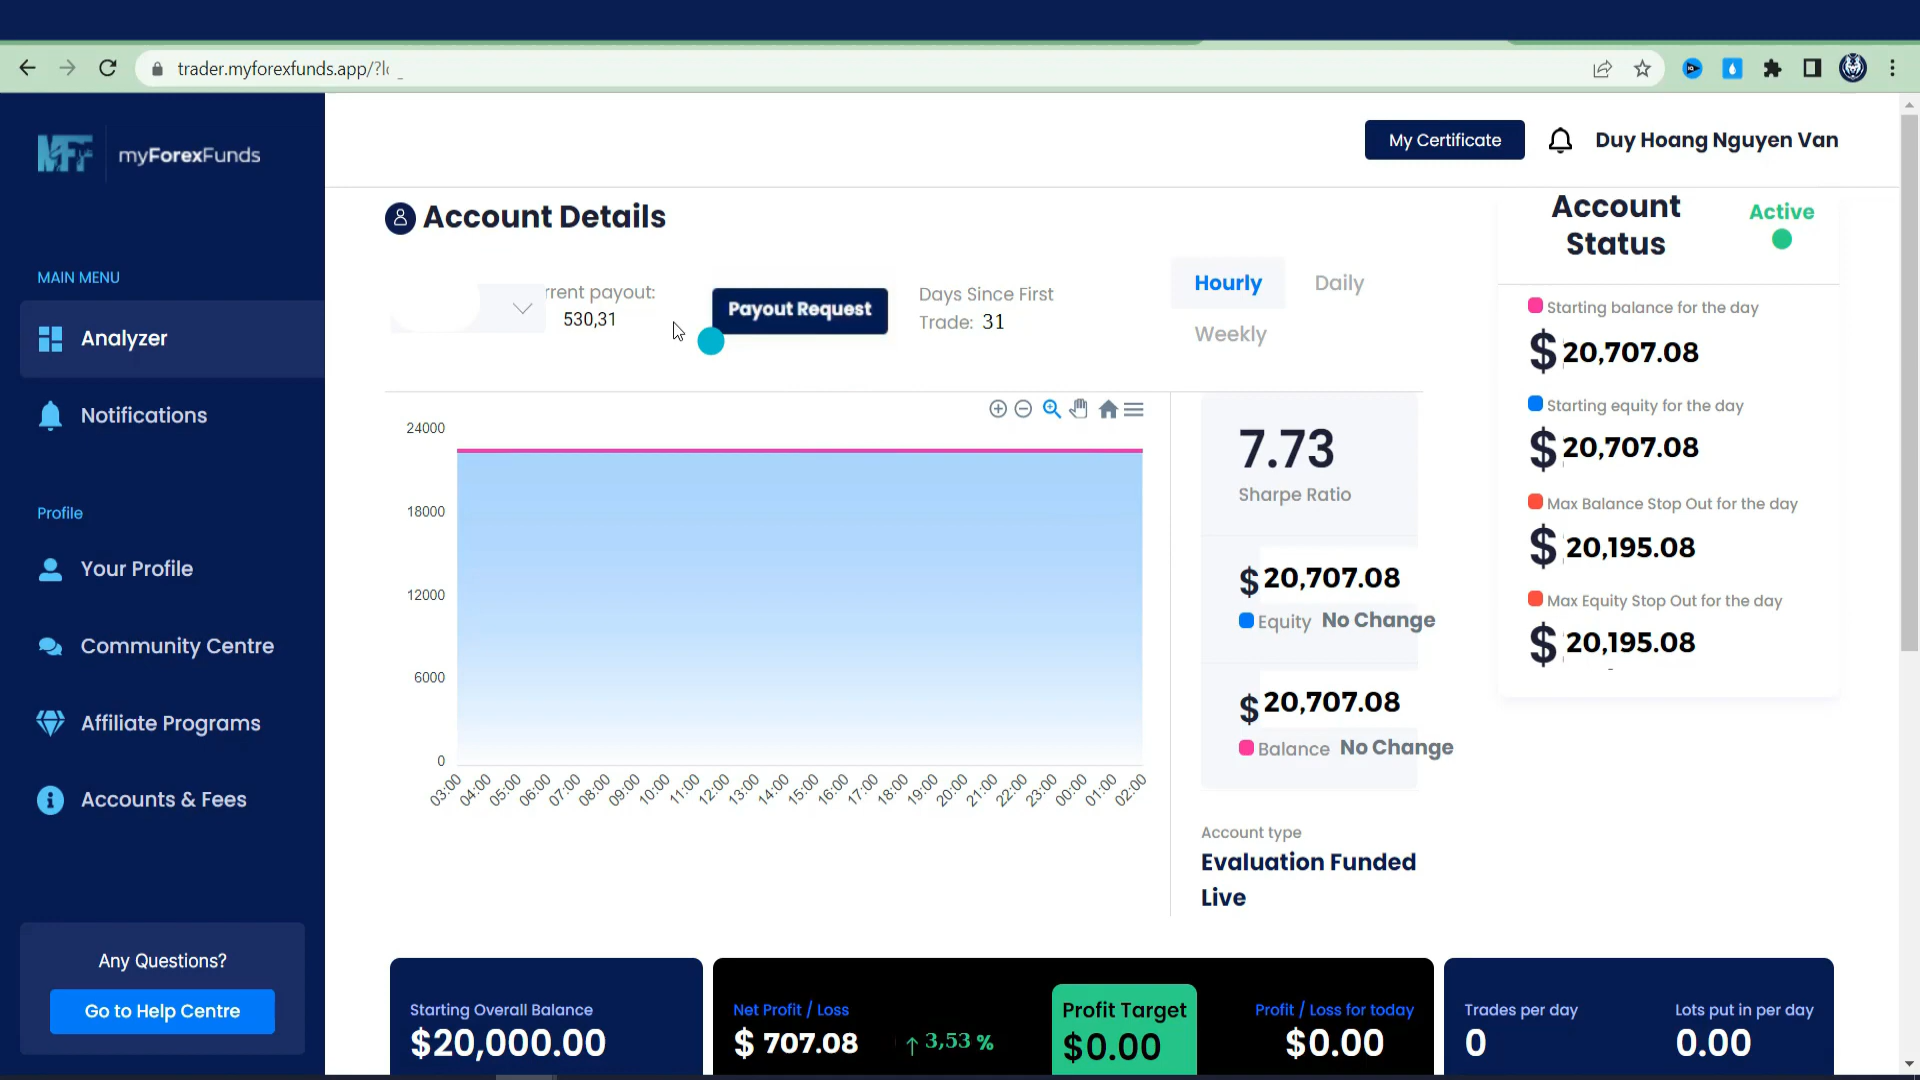 trader.myforexfunds.app/?l
MFF
myForexFunds
My Certificate
Duy Hoang Nguyen Van
MAIN MENU
Analyzer
Notifications
Profile
Your Profile
Community Centre
Affiliate Programs
Accounts & Fees
Any Questions?
Go to Help Centre
Account Details
rrent payout:
530,31
Payout Request
Days Since First
Trade: 31
Hourly
Daily
Weekly
24000
18000
12000
6000
0
03:00 04:00 05:00 06:00 07:00 08:00 09:00 10:00 11:00 12:00 13:00 14:00 15:00 16:00 17:00 18:00 19:00 20:00 21:00 22:00 23:00 00:00 01:00 02:00
7.73
Sharpe Ratio
$ 20,707.08
Equity No Change
$ 20,707.08
Balance No Change
Account type
Evaluation Funded
Live
Account
Status
Active
Starting balance for the day
$ 20,707.08
Starting equity for the day
$ 20,707.08
Max Balance Stop Out for the day
$ 20,195.08
Max Equity Stop Out for the day
$ 20,195.08
Starting Overall Balance
$20,000.00
Net Profit / Loss
$ 707.08
↑ 3,53 %
Profit Target
$0.00
Profit / Loss for today
$0.00
Trades per day
0
Lots put in per day
0.00